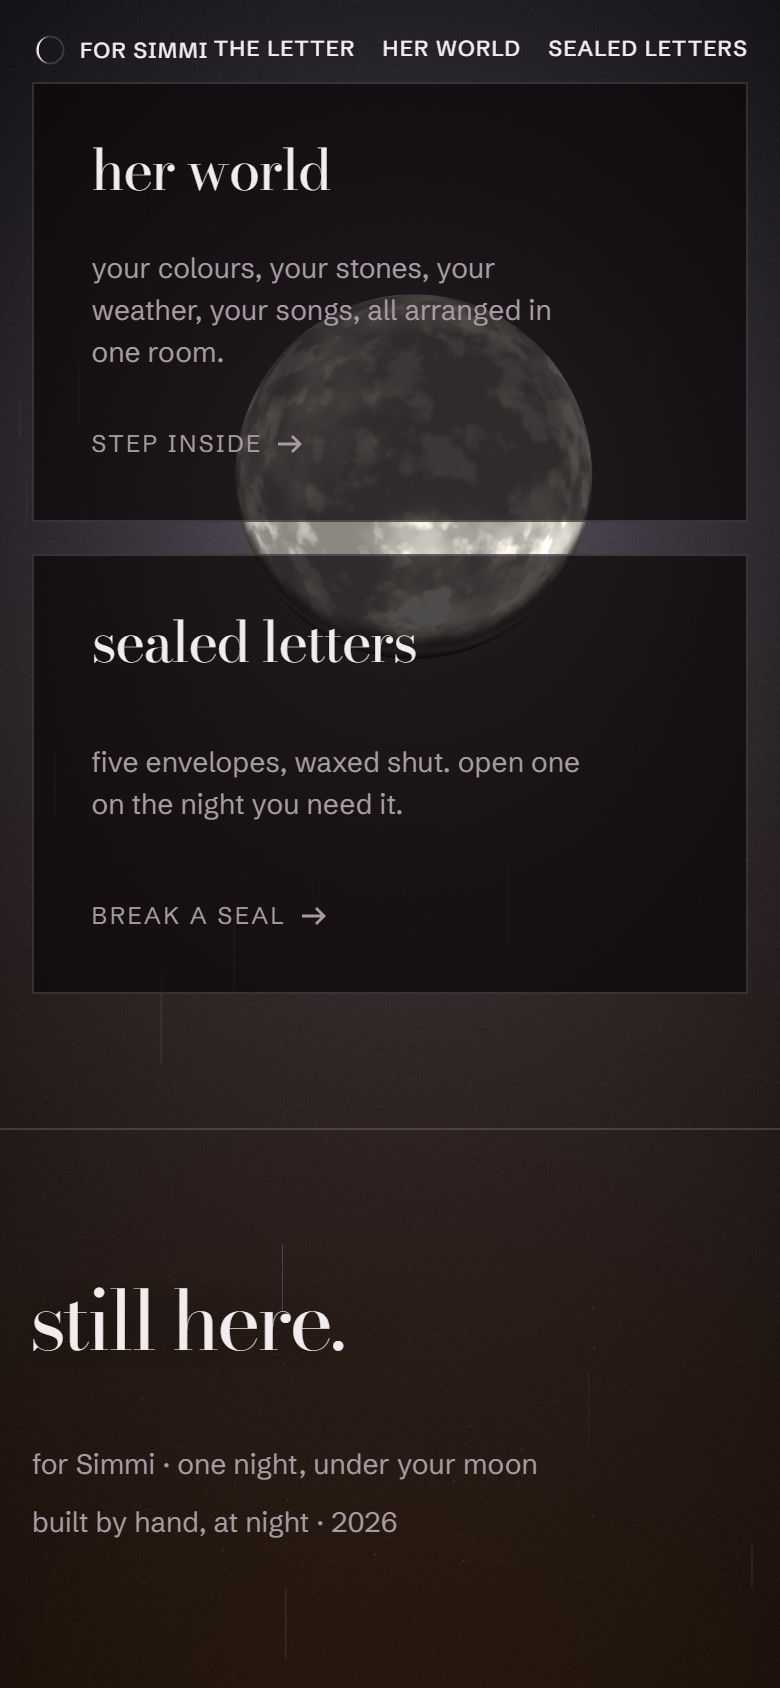 FOR SIMMI THE LETTER HER WORLD SEALED LETTERS
her world
your colours, your stones, your
weather, your songs, all arranged in
one room.
STEP INSIDE →
sealed letters
five envelopes, waxed shut. open one
on the night you need it.
BREAK A SEAL →
still here.
for Simmi · one night, under your moon
built by hand, at night · 2026